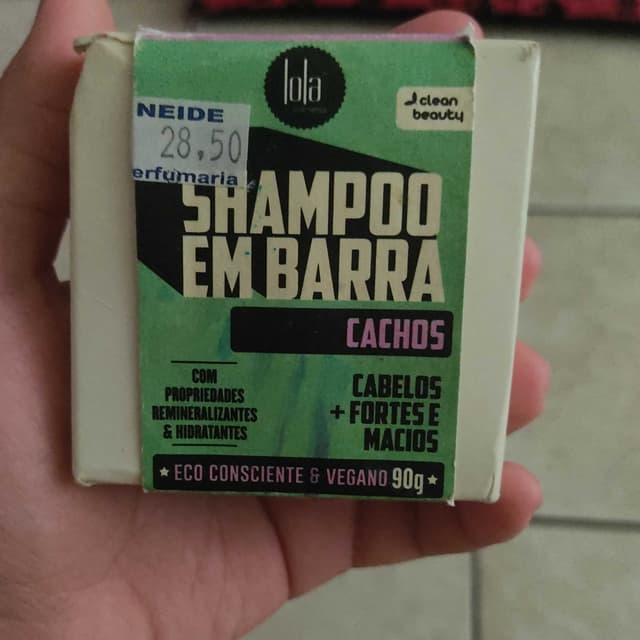 lola
I clean
beauty
NEIDE
28,50
erfumaria
SHAMPOO
EM BARRA
CACHOS
COM
PROPRIEDADES
REMINERALIZANTES
& HIDRATANTES
CABELOS
+ FORTES E
MACIOS
ECO CONSCIENTE & VEGANO 90g